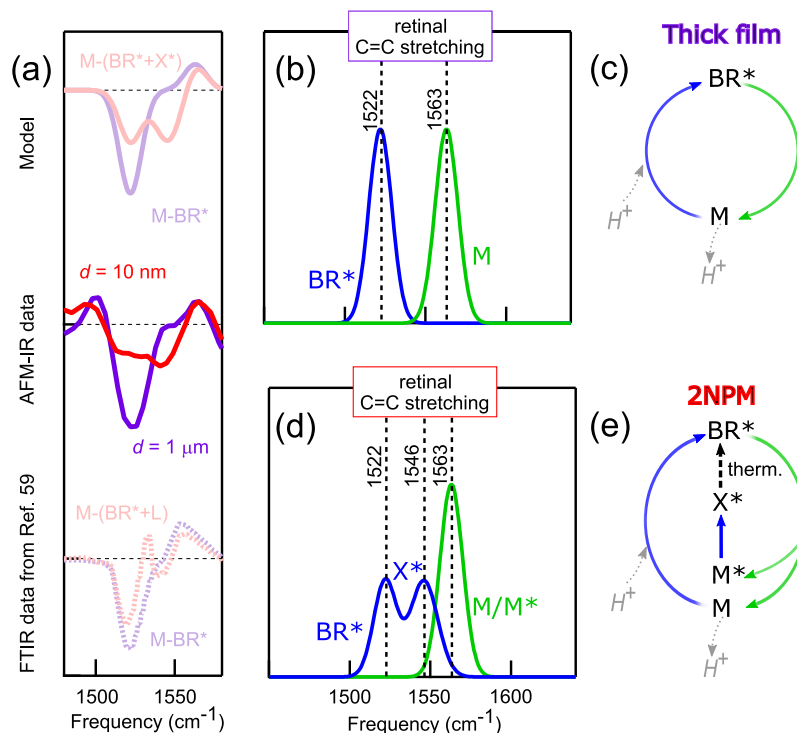 (a)
M-(BR*+X*)
Model
M-BR*
d = 10 nm
AFM-IR data
d = 1 μm
FTIR data from Ref. 59
M-(BR*+L)
M-BR*
1500 1550
Frequency (cm-1)
(b)
retinal
C=C stretching
1522
1563
BR*
M
(c)
Thick film
BR*
H+
M
H+
(d)
retinal
C=C stretching
1522
1546
1563
X*
BR*
M/M*
1500 1550 1600
Frequency (cm-1)
(e)
2NPM
BR*
therm.
X*
M*
H+
M
H+